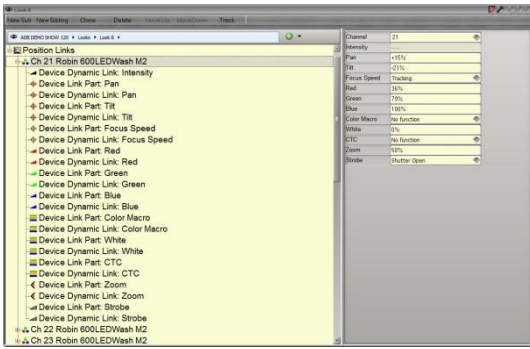 Look 8
New Sub New Sibling Clone Delete Move Up MoveDown Track
ADB DEMO SHOW 120 Looks Look 8
Position Links
Ch 21 Robin 600LEDWash M2
Device Dynamic Link: Intensity
Device Link Part: Pan
Device Dynamic Link: Pan
Device Link Part: Tilt
Device Dynamic Link: Tilt
Device Link Part: Focus Speed
Device Dynamic Link: Focus Speed
Device Link Part: Red
Device Dynamic Link: Red
Device Link Part: Green
Device Dynamic Link: Green
Device Link Part: Blue
Device Dynamic Link: Blue
Device Link Part: Color Macro
Device Dynamic Link: Color Macro
Device Link Part: White
Device Dynamic Link: White
Device Link Part: CTC
Device Dynamic Link: CTC
Device Link Part: Zoom
Device Dynamic Link: Zoom
Device Link Part: Strobe
Device Dynamic Link: Strobe
Ch 22 Robin 600LEDWash M2
Ch 23 Robin 600LEDWash M2
Channel 21
Intensity ----
Pan +15%
Tilt -21%
Focus Speed Tracking
Red 36%
Green 79%
Blue 100%
Color Macro No function
White 0%
CTC No function
Zoom 50%
Strobe Shutter Open